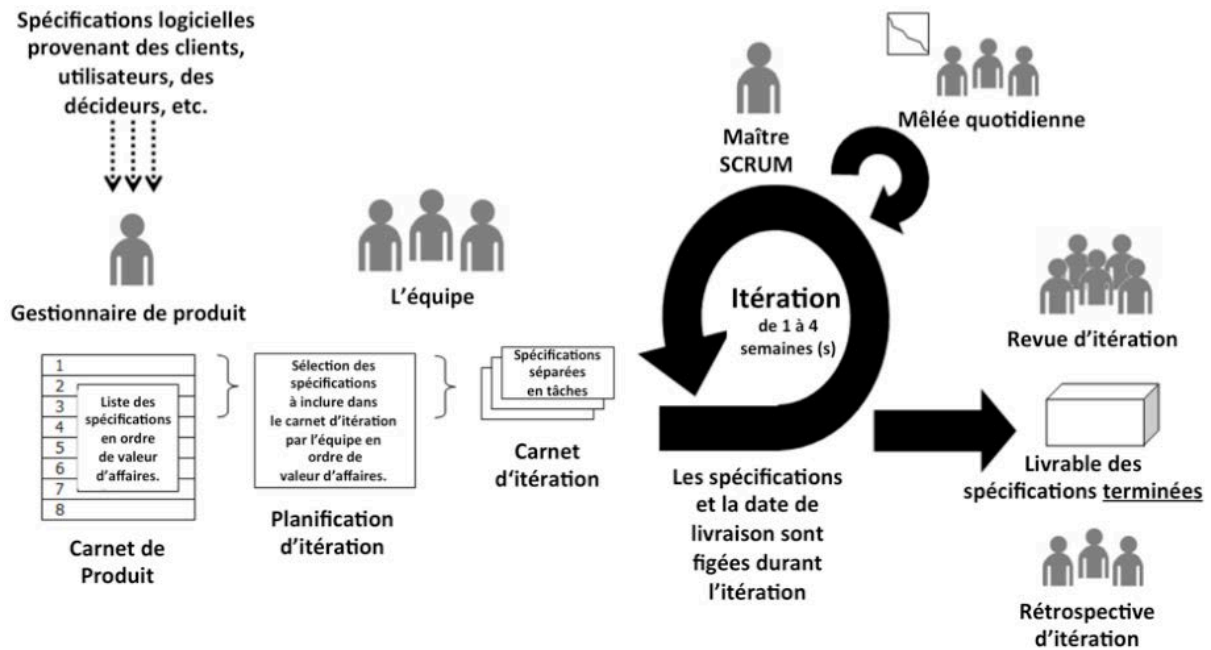 Spécifications logicielles
provenant des clients,
utilisateurs, des
décideurs, etc.
Gestionnaire de produit
L'équipe
Maître
SCRUM
Mêlée quotidienne
1
2
3
4
5
6
7
8
Liste des
spécifications
en ordre
de valeur
d'affaires.
Carnet de
Produit
Sélection des
spécifications
à inclure dans
le carnet d'itération
par l'équipe en
ordre de
valeur d'affaires.
Planification
d'itération
Spécifications
séparées
en tâches
Carnet
d'itération
Itération
de 1 à 4
semaines (s)
Les spécifications
et la date de
livraison sont
figées durant
l'itération
Revue d'itération
Livrable des
spécifications terminées
Rétrospective
d'itération